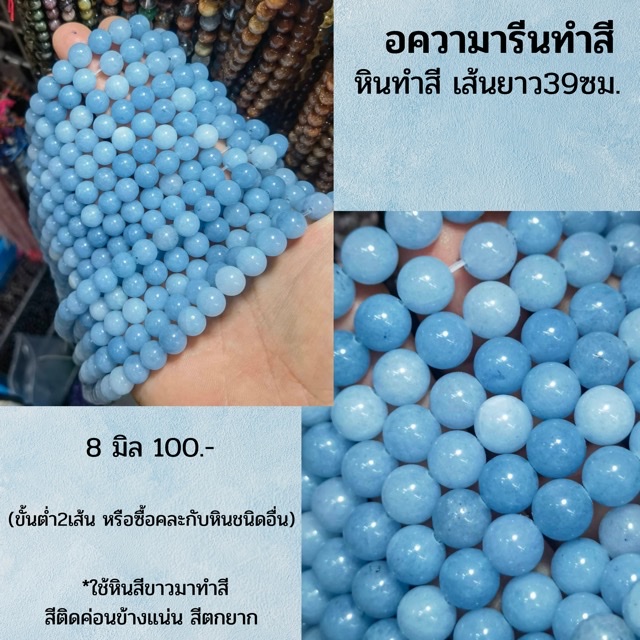 อความารีนทำสี
หินทำสี เส้นยาว39ซม.
8 มิล 100.-
(ขั้นต่ำ2เส้น หรือซื้อคละกับหินชนิดอื่น)
*ใช้หินสีขาวมาทำสี
สีติดค่อนข้างแน่น สีตกยาก